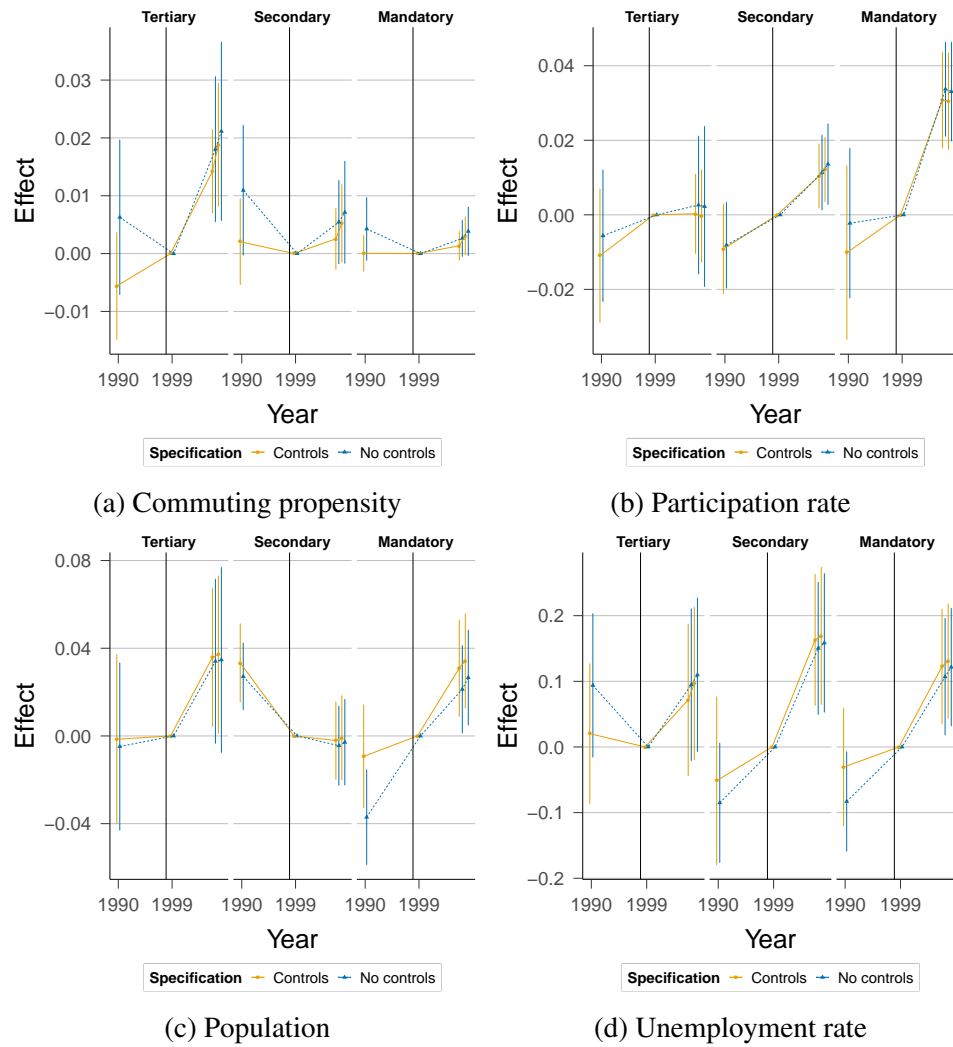 Tertiary Secondary Mandatory
0.03
0.02
0.01
0.00
−0.01
Effect
1990 1999 1990 1999 1990 1999
Year
Specification Controls No controls
(a) Commuting propensity
Tertiary Secondary Mandatory
0.04
0.02
0.00
−0.02
Effect
1990 1999 1990 1999 1990 1999
Year
Specification Controls No controls
(b) Participation rate
Tertiary Secondary Mandatory
0.08
0.04
0.00
−0.04
Effect
1990 1999 1990 1999 1990 1999
Year
Specification Controls No controls
(c) Population
Tertiary Secondary Mandatory
0.2
0.1
0.0
−0.1
−0.2
Effect
1990 1999 1990 1999 1990 1999
Year
Specification Controls No controls
(d) Unemployment rate